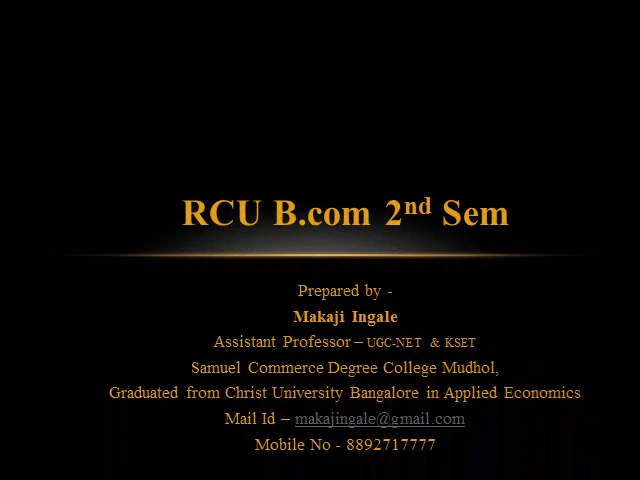 RCU B.com 2nd Sem
Prepared by -
Makaji Ingale
Assistant Professor – UGC-NET & KSET
Samuel Commerce Degree College Mudhol,
Graduated from Christ University Bangalore in Applied Economics
Mail Id – makajingale@gmail.com
Mobile No - 8892717777